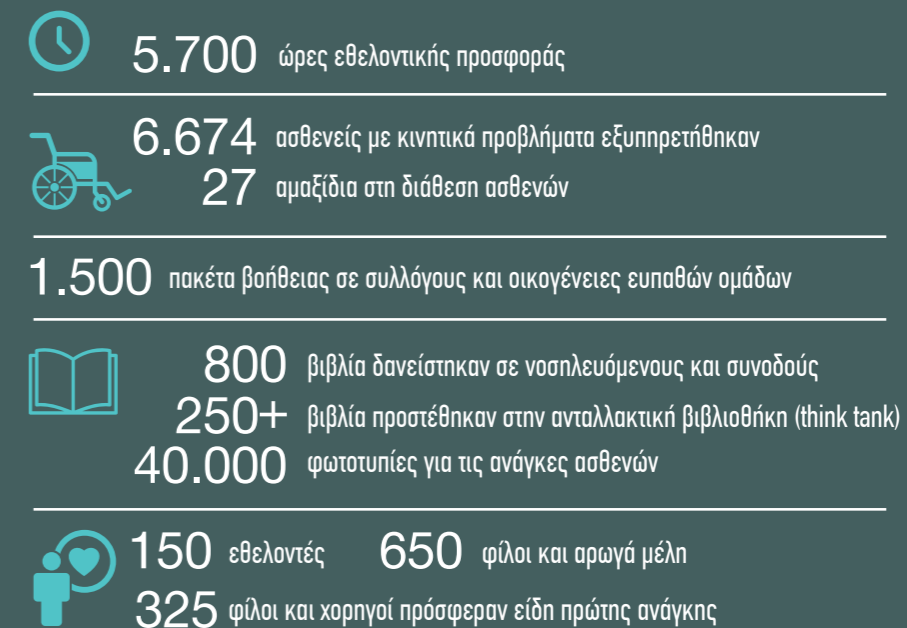 5.700 ώρες εθελοντικής προσφοράς
6.674 ασθενείς με κινητικά προβλήματα εξυπηρετήθηκαν
27 αμαξίδια στη διάθεση ασθενών
1.500 πακέτα βοήθειας σε συλλόγους και οικογένειες ευπαθών ομάδων
800 βιβλία δανείστηκαν σε νοσηλευόμενους και συνοδούς
250+ βιβλία προστέθηκαν στην ανταλλακτική βιβλιοθήκη (think tank)
40.000 φωτοτυπίες για τις ανάγκες ασθενών
150 εθελοντές 650 φίλοι και αρωγά μέλη
325 φίλοι και χορηγοί πρόσφεραν είδη πρώτης ανάγκης